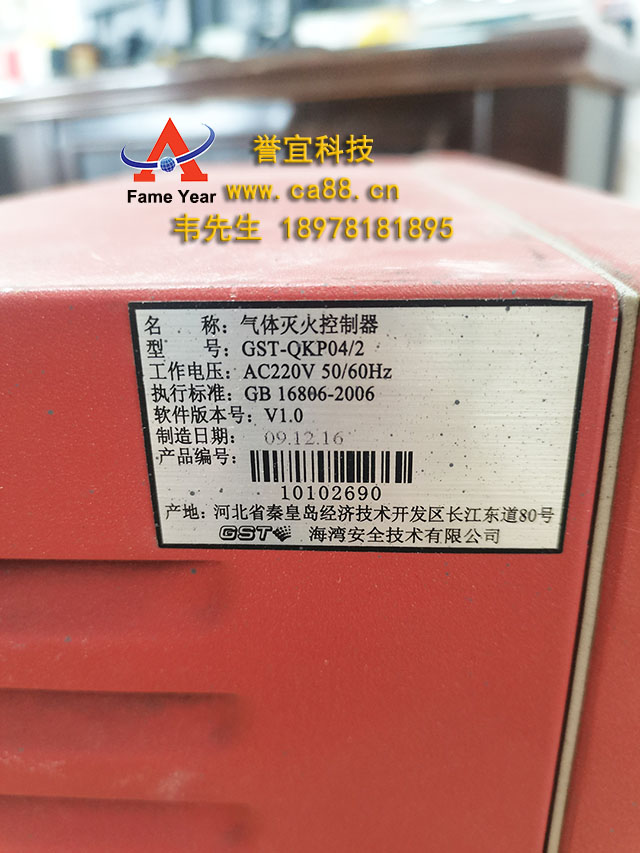 誉宜科技
Fame Year
www.ca88.cn
韦先生 18978181895
名 称：气体灭火控制器
型 号：GST-QKP04/2
工作电压：AC220V 50/60Hz
执行标准：GB 16806-2006
软件版本号：V1.0
制造日期：09.12.16
产品编号：
10102690
产地：河北省秦皇岛经济技术开发区长江东道80号
GST 海湾安全技术有限公司